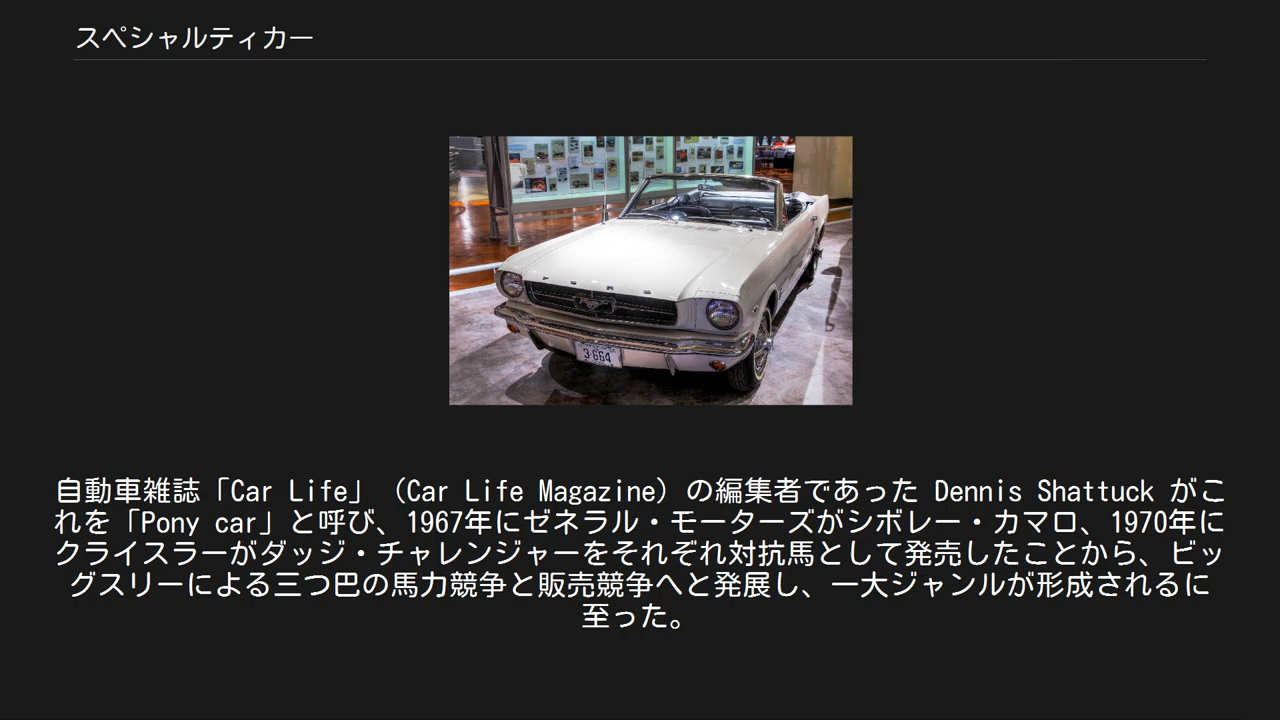 スペシャルティカー
FORD
3·664
自動車雑誌「Car Life」（Car Life Magazine）の編集者であった Dennis Shattuck がこ
れを「Pony car」と呼び、1967年にゼネラル・モーターズがシボレー・カマロ、1970年に
クライスラーがダッジ・チャレンジャーをそれぞれ対抗馬として発売したことから、ビッ
グスリーによる三つ巴の馬力競争と販売競争へと発展し、一大ジャンルが形成されるに
至った。